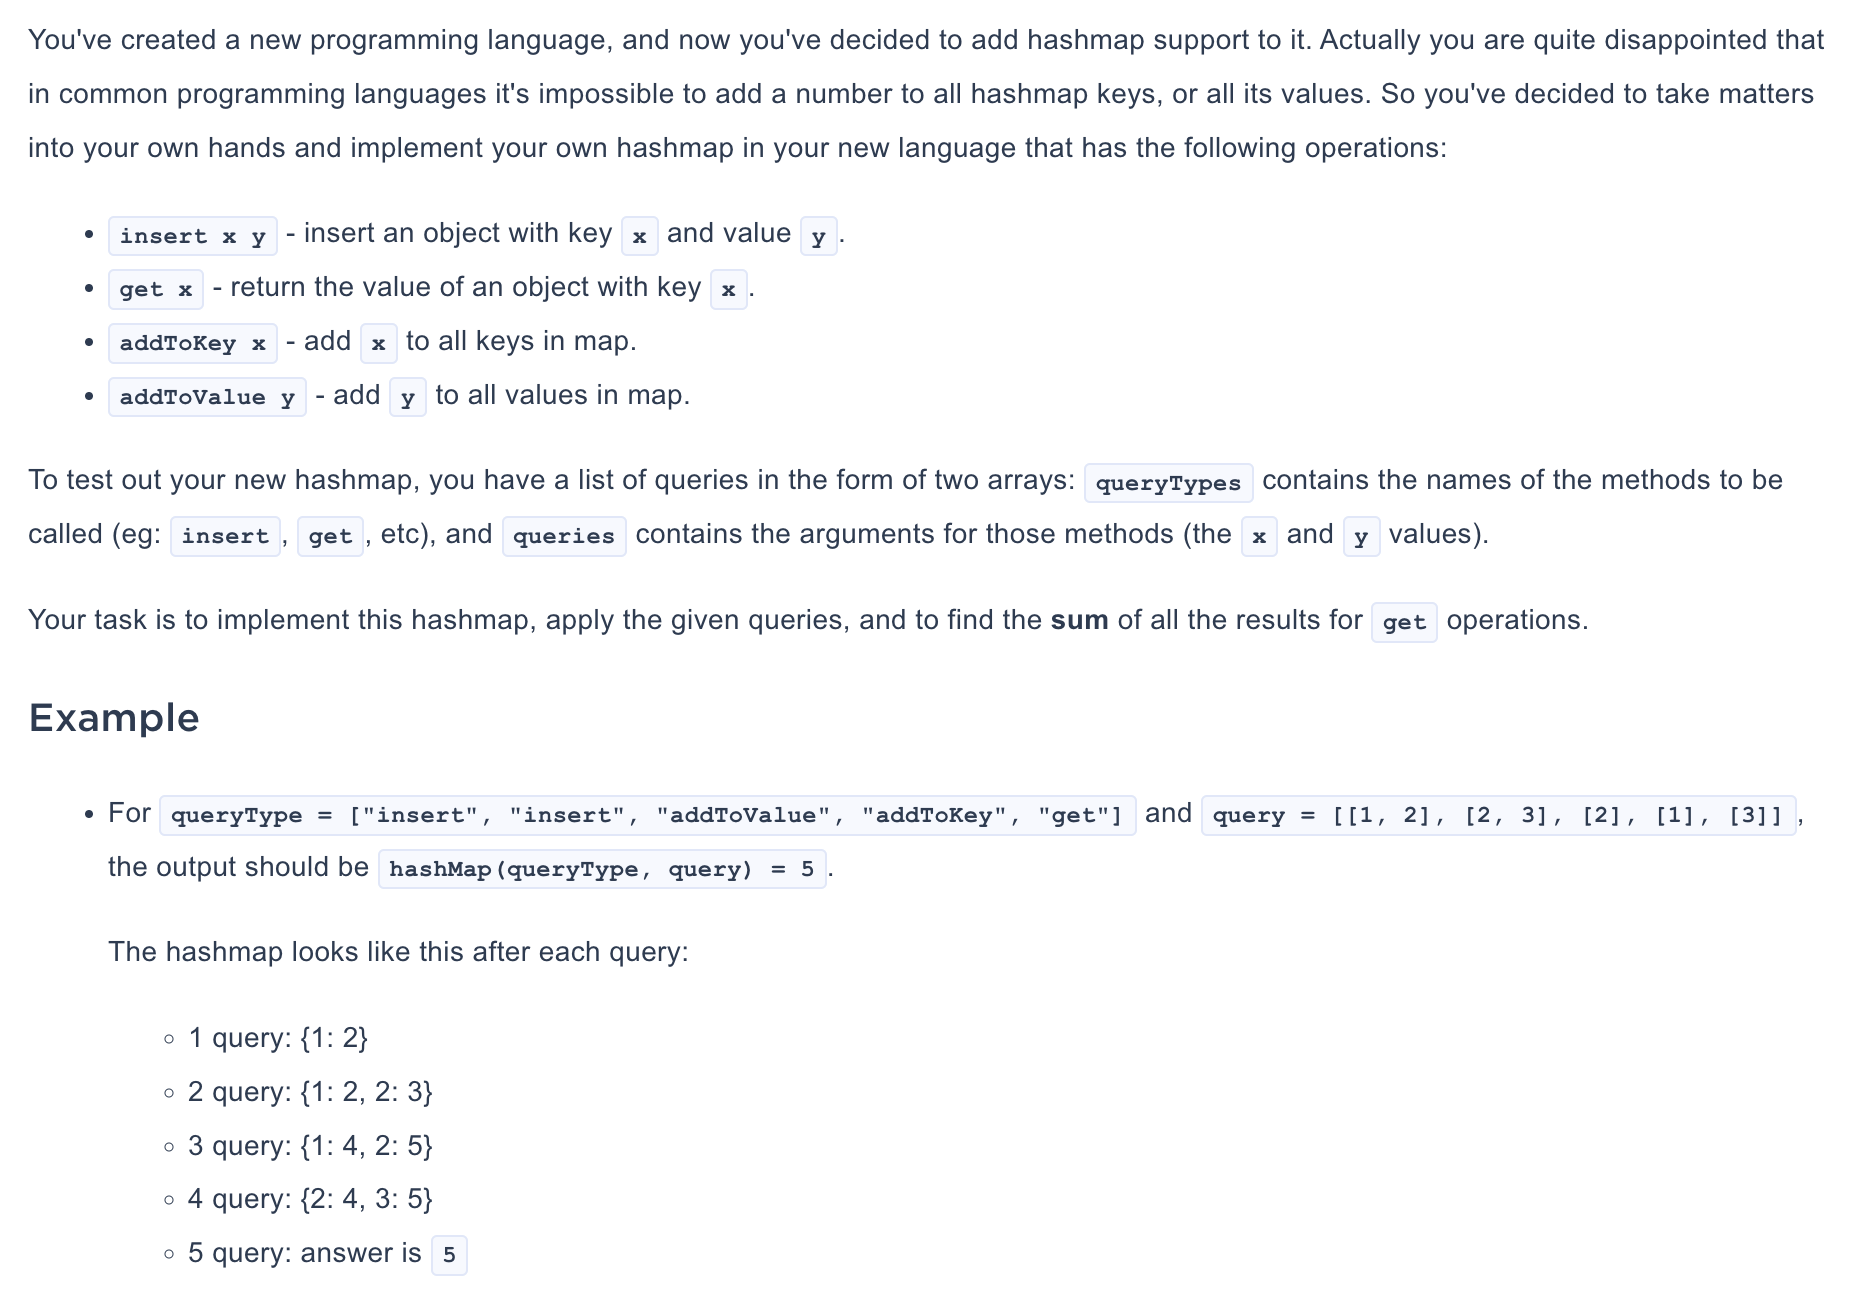 You've created a new programming language, and now you've decided to add hashmap support to it. Actually you are quite disappointed that
in common programming languages it's impossible to add a number to all hashmap keys, or all its values. So you've decided to take matters
into your own hands and implement your own hashmap in your new language that has the following operations:
• insert x y - insert an object with key x and value y.
• get x - return the value of an object with key x.
• addToKey x - add x to all keys in map.
• addToValue y - add y to all values in map.
To test out your new hashmap, you have a list of queries in the form of two arrays: queryTypes contains the names of the methods to be
called (eg: insert, get, etc), and queries contains the arguments for those methods (the x and y values).
Your task is to implement this hashmap, apply the given queries, and to find the sum of all the results for get operations.
Example
• For queryType = ["insert", "insert", "addToValue", "addToKey", "get"] and query = [[1, 2], [2, 3], [2], [1], [3]],
the output should be hashMap(queryType, query) = 5.
The hashmap looks like this after each query:
◦ 1 query: {1: 2}
◦ 2 query: {1: 2, 2: 3}
◦ 3 query: {1: 4, 2: 5}
◦ 4 query: {2: 4, 3: 5}
◦ 5 query: answer is 5